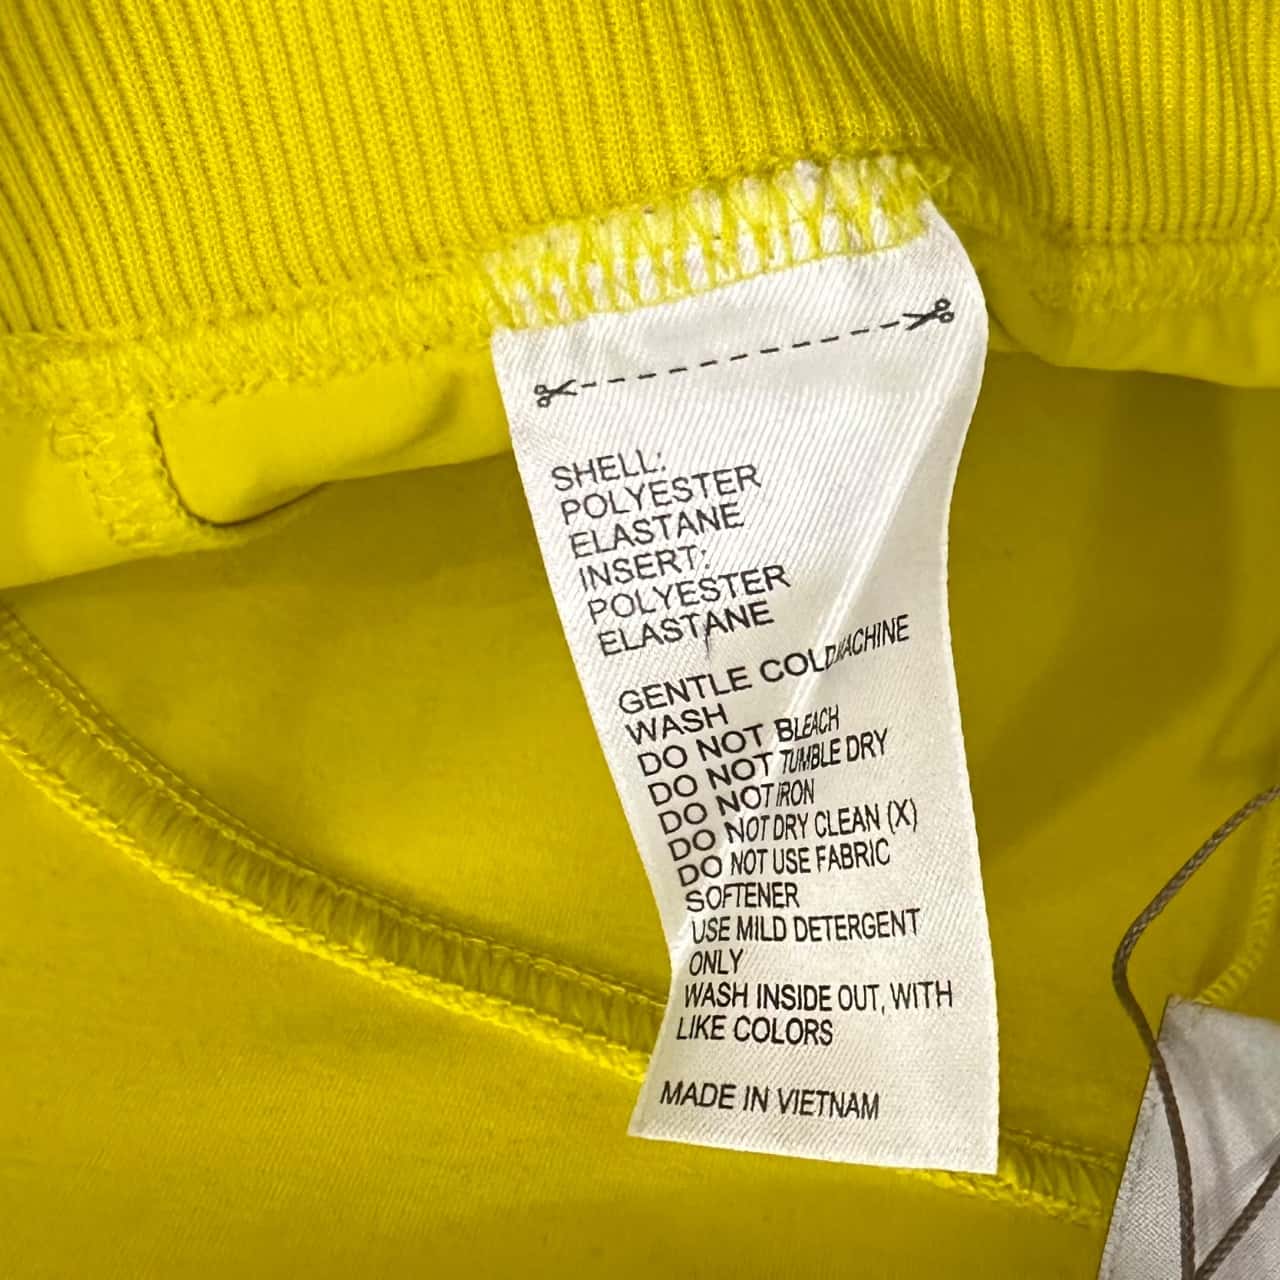 SHELL:
POLYESTER
ELASTANE
INSERT:
POLYESTER
ELASTANE
GENTLE COLD MACHINE
WASH
DO NOT BLEACH
DO NOT TUMBLE DRY
DO NOT IRON
DO NOT DRY CLEAN (X)
DO NOT USE FABRIC
SOFTENER
USE MILD DETERGENT
ONLY
WASH INSIDE OUT, WITH
LIKE COLORS
MADE IN VIETNAM